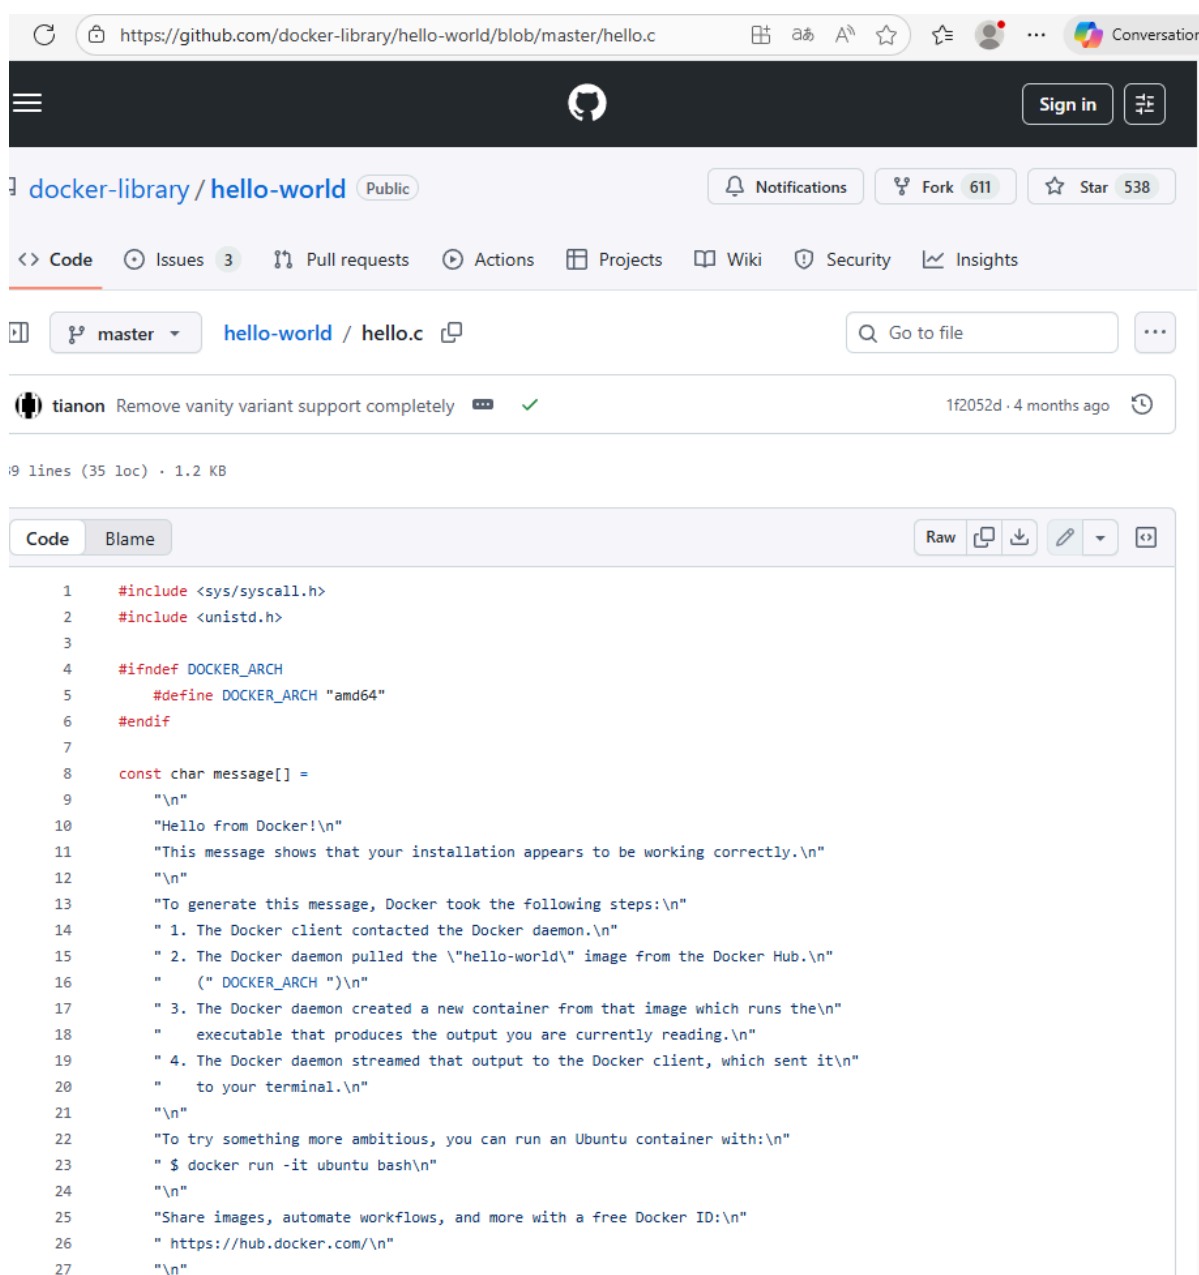 https://github.com/docker-library/hello-world/blob/master/hello.c
Conversation
Sign in
docker-library / hello-world Public
Notifications
Fork 611
Star 538
Code
Issues 3
Pull requests
Actions
Projects
Wiki
Security
Insights
master
hello-world / hello.c
Go to file
tianon Remove vanity variant support completely
1f2052d · 4 months ago
9 lines (35 loc) · 1.2 KB
Code
Blame
Raw
1 #include <sys/syscall.h>
2 #include <unistd.h>
3
4 #ifndef DOCKER_ARCH
5     #define DOCKER_ARCH "amd64"
6 #endif
7
8 const char message[] =
9     "\n"
10     "Hello from Docker!\n"
11     "This message shows that your installation appears to be working correctly.\n"
12     "\n"
13     "To generate this message, Docker took the following steps:\n"
14     " 1. The Docker client contacted the Docker daemon.\n"
15     " 2. The Docker daemon pulled the \"hello-world\" image from the Docker Hub.\n"
16     "    (" DOCKER_ARCH ")\n"
17     " 3. The Docker daemon created a new container from that image which runs the\n"
18     "    executable that produces the output you are currently reading.\n"
19     " 4. The Docker daemon streamed that output to the Docker client, which sent it\n"
20     "    to your terminal.\n"
21     "\n"
22     "To try something more ambitious, you can run an Ubuntu container with:\n"
23     " $ docker run -it ubuntu bash\n"
24     "\n"
25     "Share images, automate workflows, and more with a free Docker ID:\n"
26     " https://hub.docker.com/\n"
27     "\n"